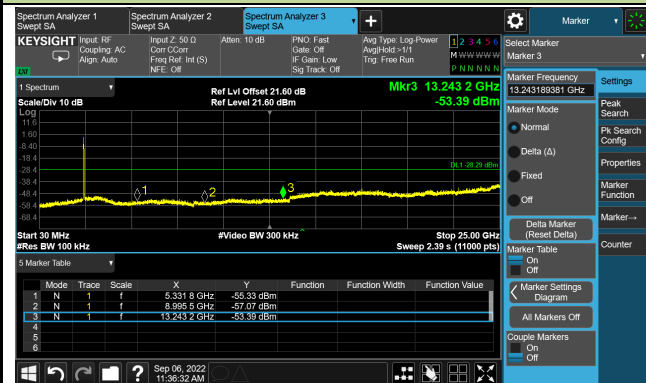 Spectrum Analyzer 1
Swept SA
Spectrum Analyzer 2
Swept SA
Spectrum Analyzer 3
Swept SA
+
Marker
KEYSIGHT
Input: RF
Coupling: AC
Align: Auto
Input Z: 50 Ω
Corr CCorr
Freq Ref: Int (S)
NFE: Off
Atten: 10 dB
PNO: Fast
Gate: Off
IF Gain: Low
Sig Track: Off
Avg Type: Log-Power
Avg|Hold:>1/1
Trig: Free Run
1 2 3 4 5 6
M W W W W W
P N N N N N
LXI
Select Marker
Marker 3
1 Spectrum
Scale/Div 10 dB
Log
Ref Lvl Offset 21.60 dB
Ref Level 21.60 dBm
Mkr3 13.243 2 GHz
-53.39 dBm
11.6
1.60
-8.40
-18.4
-28.4
-38.4
-48.4
-58.4
-68.4
DL1 -28.29 dBm
1
2
3
Start 30 MHz
#Res BW 100 kHz
#Video BW 300 kHz
Stop 25.00 GHz
Sweep 2.39 s (11000 pts)
5 Marker Table
Mode Trace Scale X Y Function Function Width Function Value
1 N 1 f 5.331 8 GHz -55.33 dBm
2 N 1 f 8.995 5 GHz -57.07 dBm
3 N 1 f 13.243 2 GHz -53.39 dBm
4
5
6
Marker Frequency
13.243189381 GHz
Marker Mode
Normal
Delta (Δ)
Fixed
Off
Delta Marker
(Reset Delta)
Marker Table
On
Off
Marker Settings
Diagram
All Markers Off
Couple Markers
On
Off
Settings
Peak
Search
Pk Search
Config
Properties
Marker
Function
Marker→
Counter
?
Sep 06, 2022
11:36:32 AM